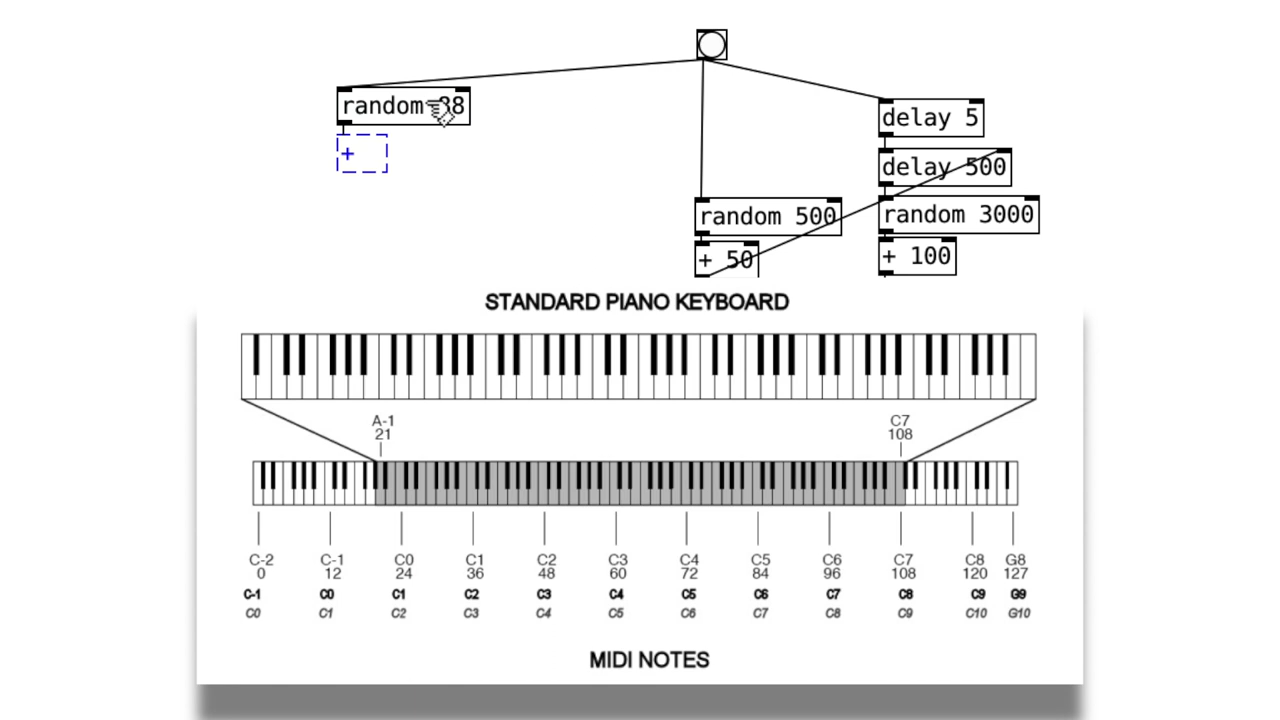 random 88
+
delay 5
delay 500
random 500
random 3000
+ 50
+ 100
STANDARD PIANO KEYBOARD
A-1 C7
21 108
C-2 C-1 C0 C1 C2 C3 C4 C5 C6 C7 C8 G8
0 12 24 36 48 60 72 84 96 108 120 127
C-1 C0 C1 C2 C3 C4 C5 C6 C7 C8 C9 G9
C0 C1 C2 C3 C4 C5 C6 C7 C8 C9 C10 G10
MIDI NOTES